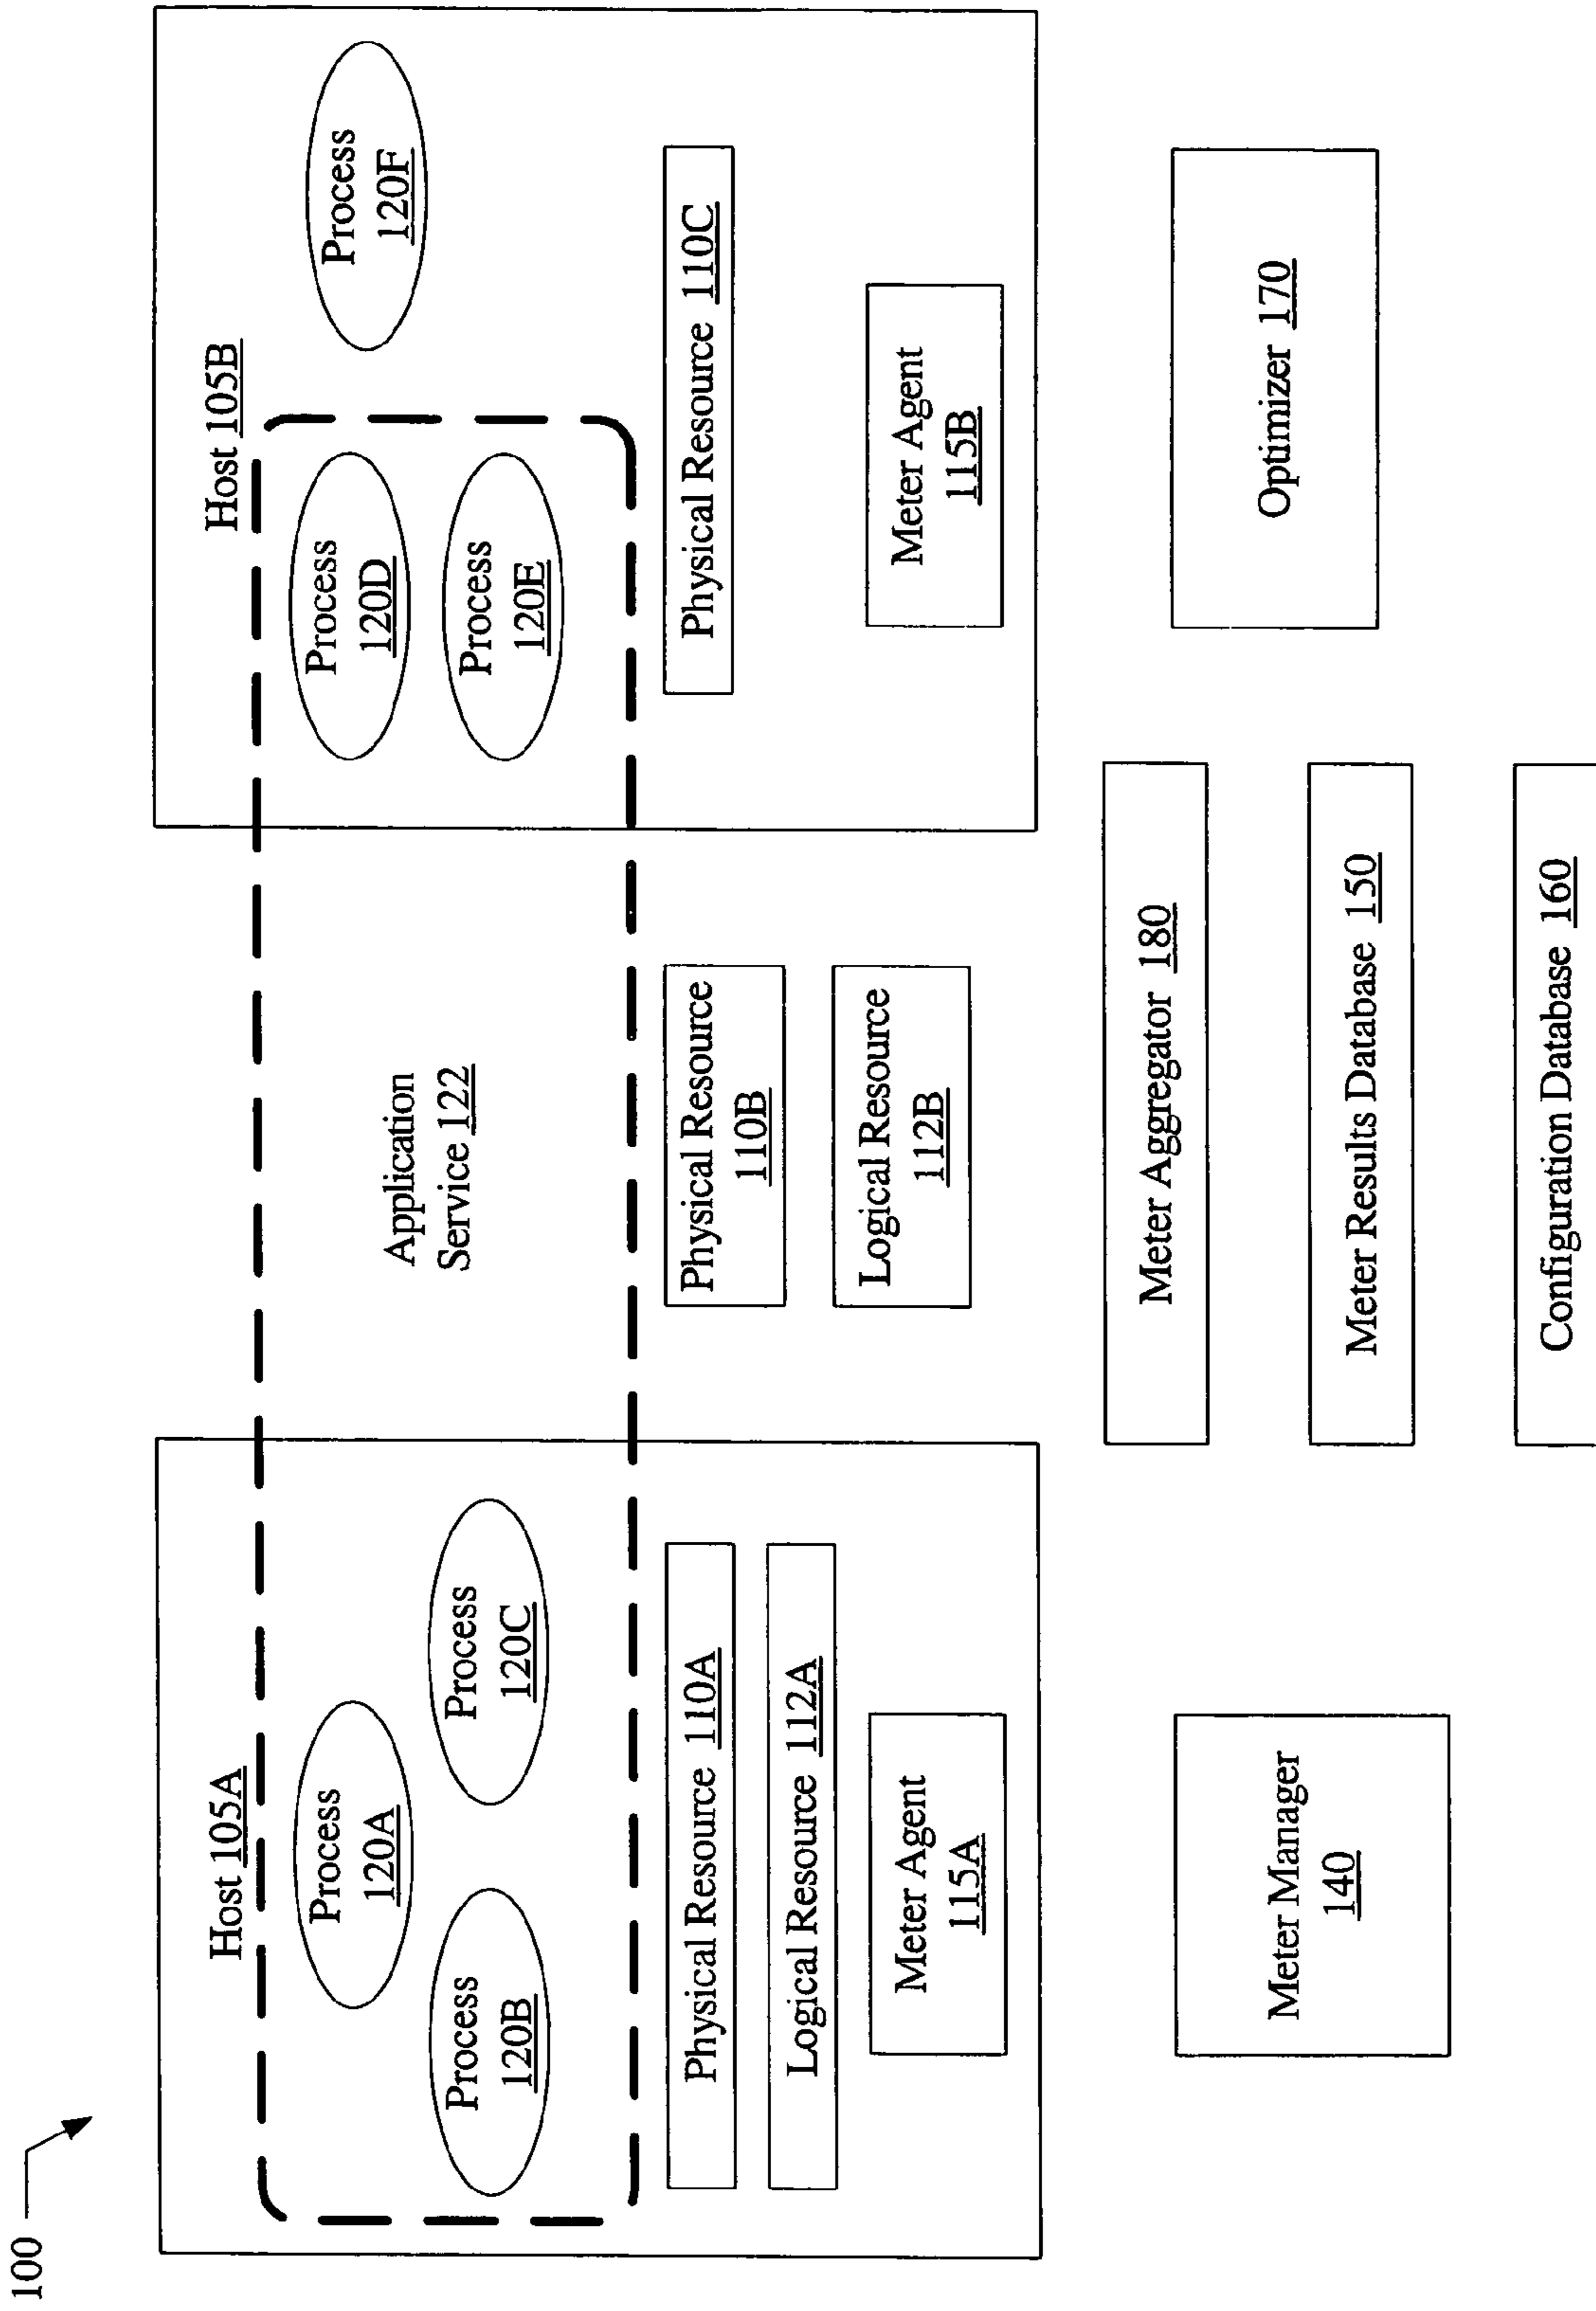 100
Host 105A
Process
120A
Process
120B
Process
120C
Physical Resource 110A
Logical Resource 112A
Meter Agent
115A
Application
Service 122
Physical Resource
110B
Logical Resource
112B
Host 105B
Process
120D
Process
120E
Process
120F
Physical Resource 110C
Meter Agent
115B
Meter Manager
140
Meter Aggregator 180
Meter Results Database 150
Configuration Database 160
Optimizer 170